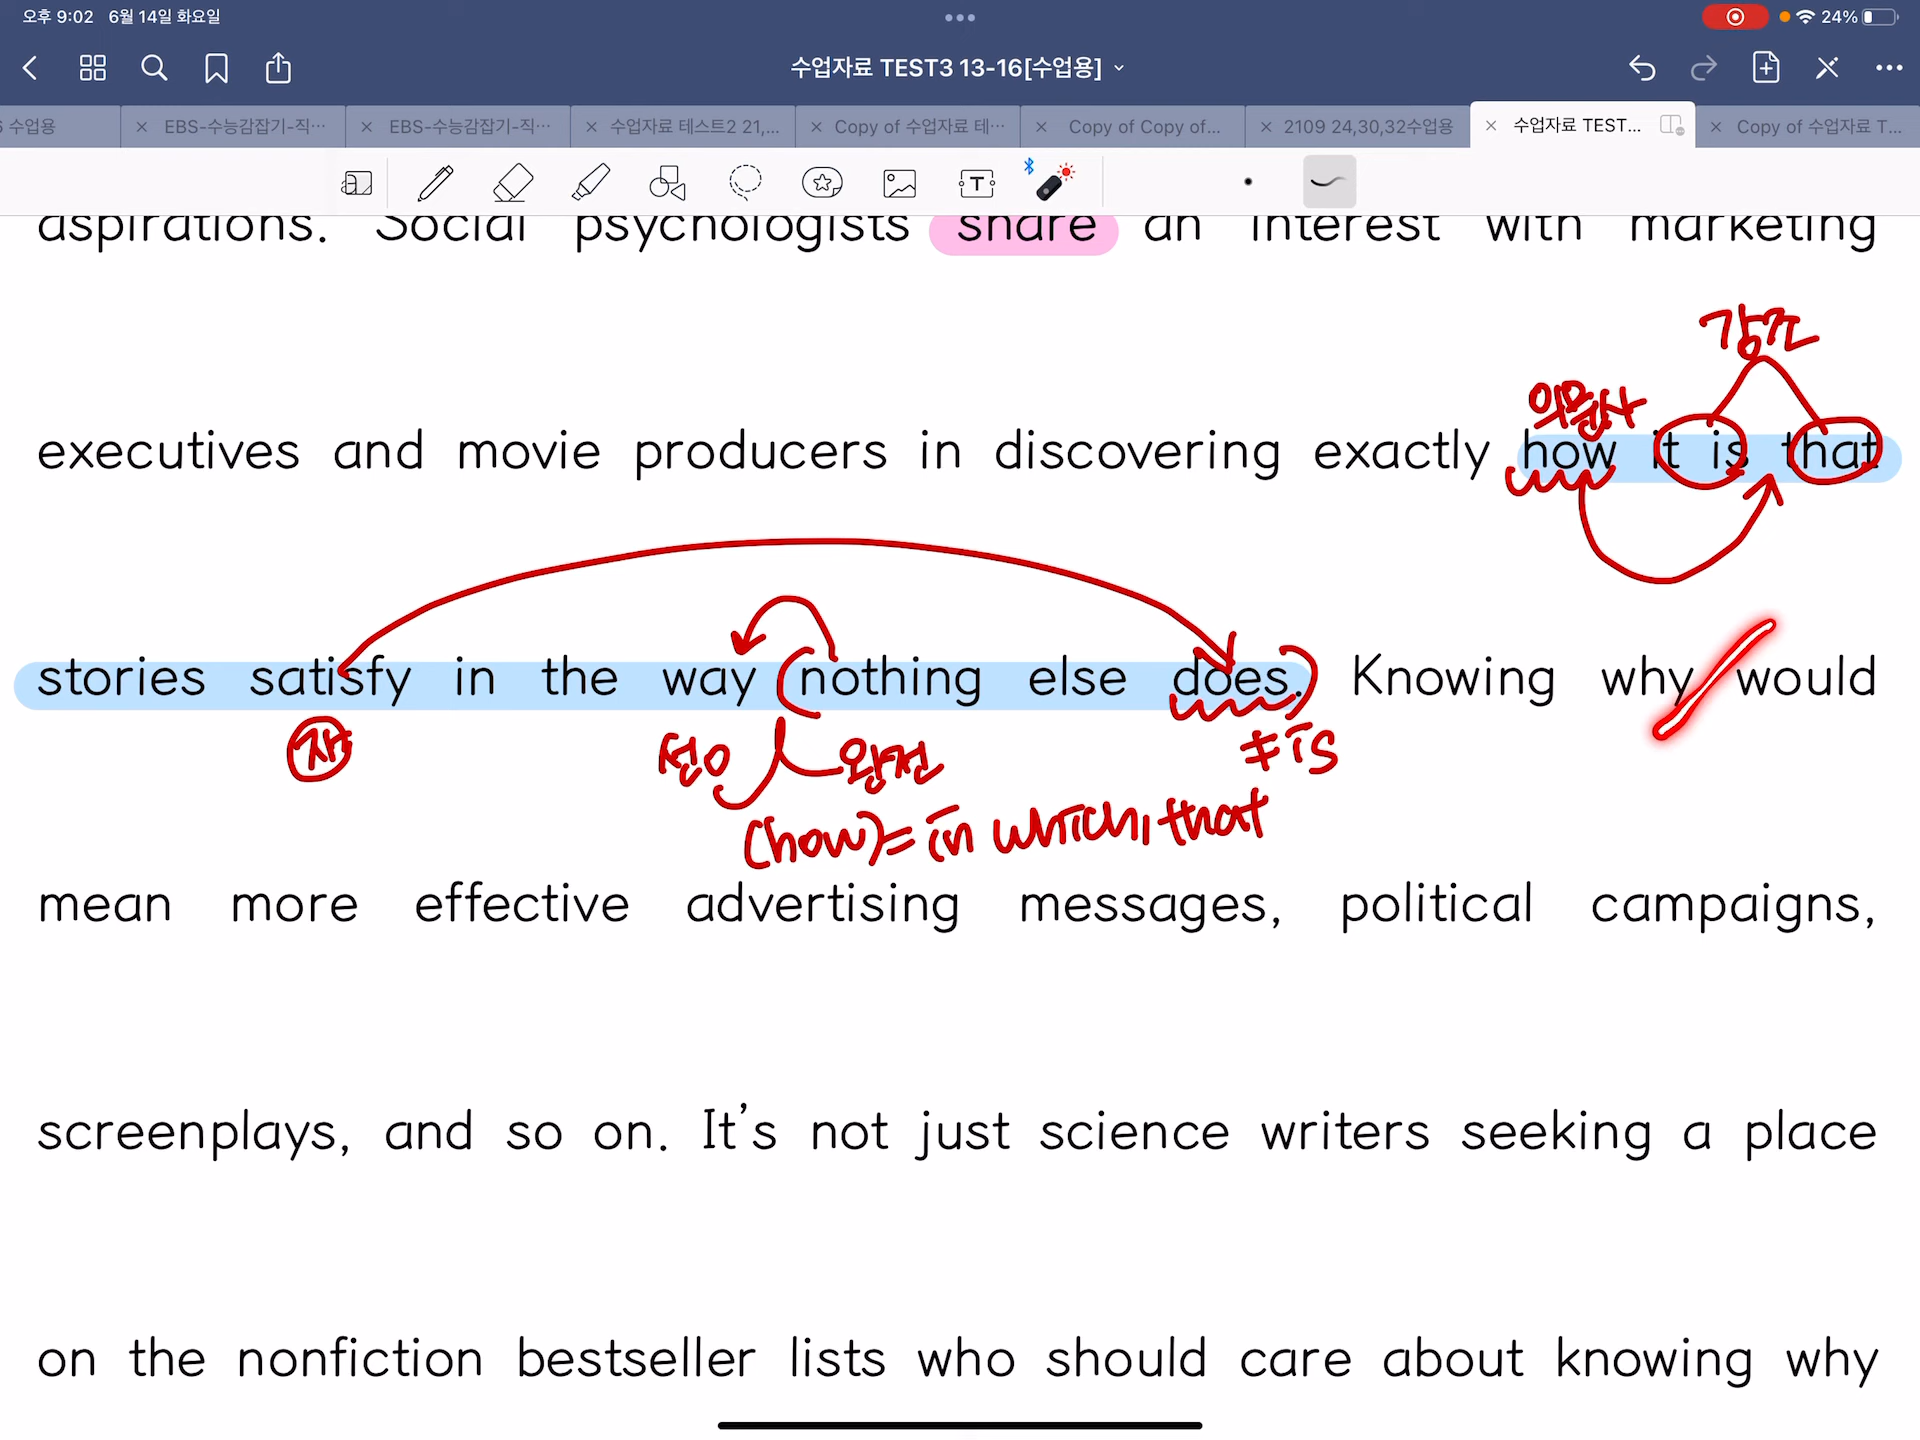 오후 9:02 6월 14일 화요일
24%
수업자료 TEST3 13-16[수업용]
6 수업용
EBS-수능감잡기-직…
EBS-수능감잡기-직…
수업자료 테스트2 21,...
Copy of 수업자료 테…
Copy of Copy of...
2109 24,30,32수업용
수업자료 TEST...
Copy of 수업자료 T...
aspirations. Social psychologists share an interest with marketing
강조
의문사
executives and movie producers in discovering exactly how it is that
stories satisfy in the way (nothing else does.) Knowing why would
자 선O 완전 ≠is
(how)= in which, that
mean more effective advertising messages, political campaigns,
screenplays, and so on. It's not just science writers seeking a place
on the nonfiction bestseller lists who should care about knowing why